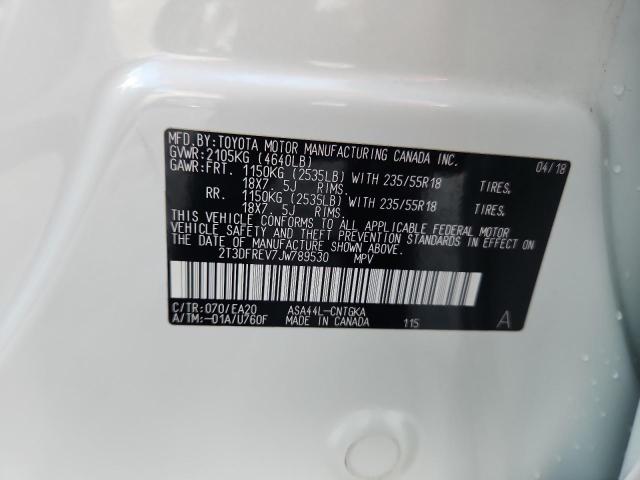 MFD. BY: TOYOTA MOTOR MANUFACTURING CANADA INC.
GVWR: 2105KG (4640LB) 04/18
GAWR: FRT. 1150KG (2535LB) WITH 235/55R18 TIRES,
18X7. 5J RIMS.
RR. 1150KG (2535LB) WITH 235/55R18 TIRES,
18X7. 5J RIMS.
THIS VEHICLE CONFORMS TO ALL APPLICABLE FEDERAL MOTOR
VEHICLE SAFETY AND THEFT PREVENTION STANDARDS IN EFFECT ON
THE DATE OF MANUFACTURE SHOWN ABOVE.
2T3DFREV7JW789530 MPV
C/TR: 070/EA20 ASA44L-CNTGKA
A/TM: -01A/U760F MADE IN CANADA 115 A